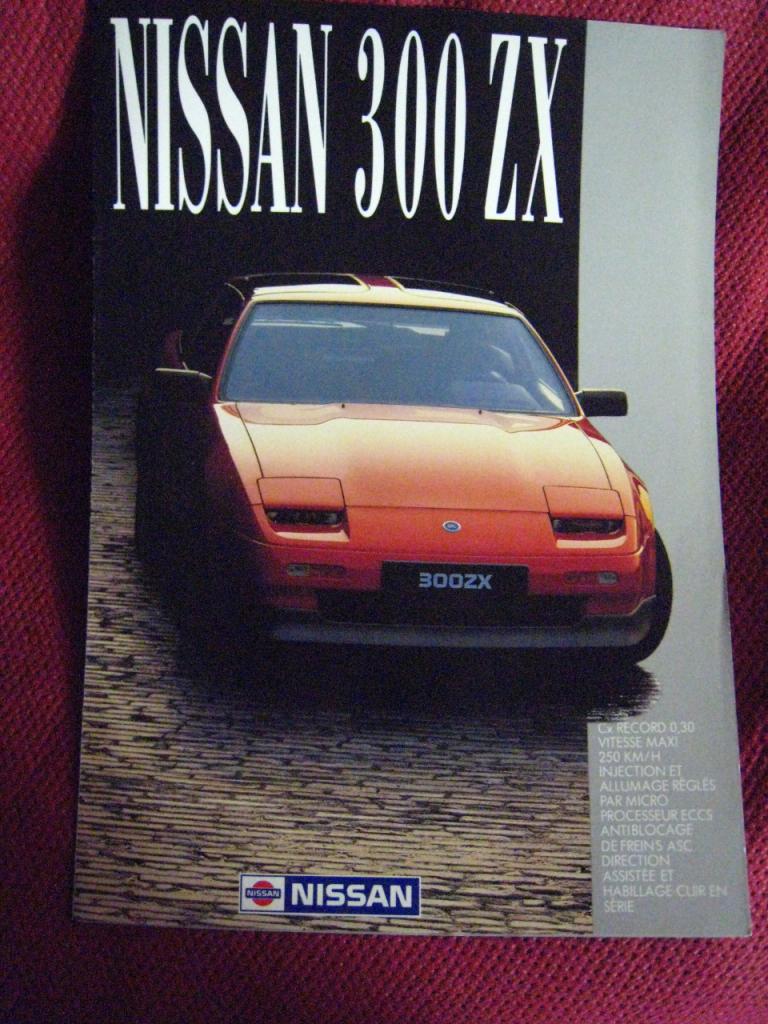 NISSAN 300 ZX
300ZX
Cx RECORD 0,30
VITESSE MAXI
250 KM/H
INJECTION ET
ALLUMAGE RÈGLÉS
PAR MICRO
PROCESSEUR ECCS
ANTIBLOCAGE
DE FREINS ASC
DIRECTION
ASSISTÉE ET
HABILLAGE CUIR EN
SÉRIE
NISSAN NISSAN